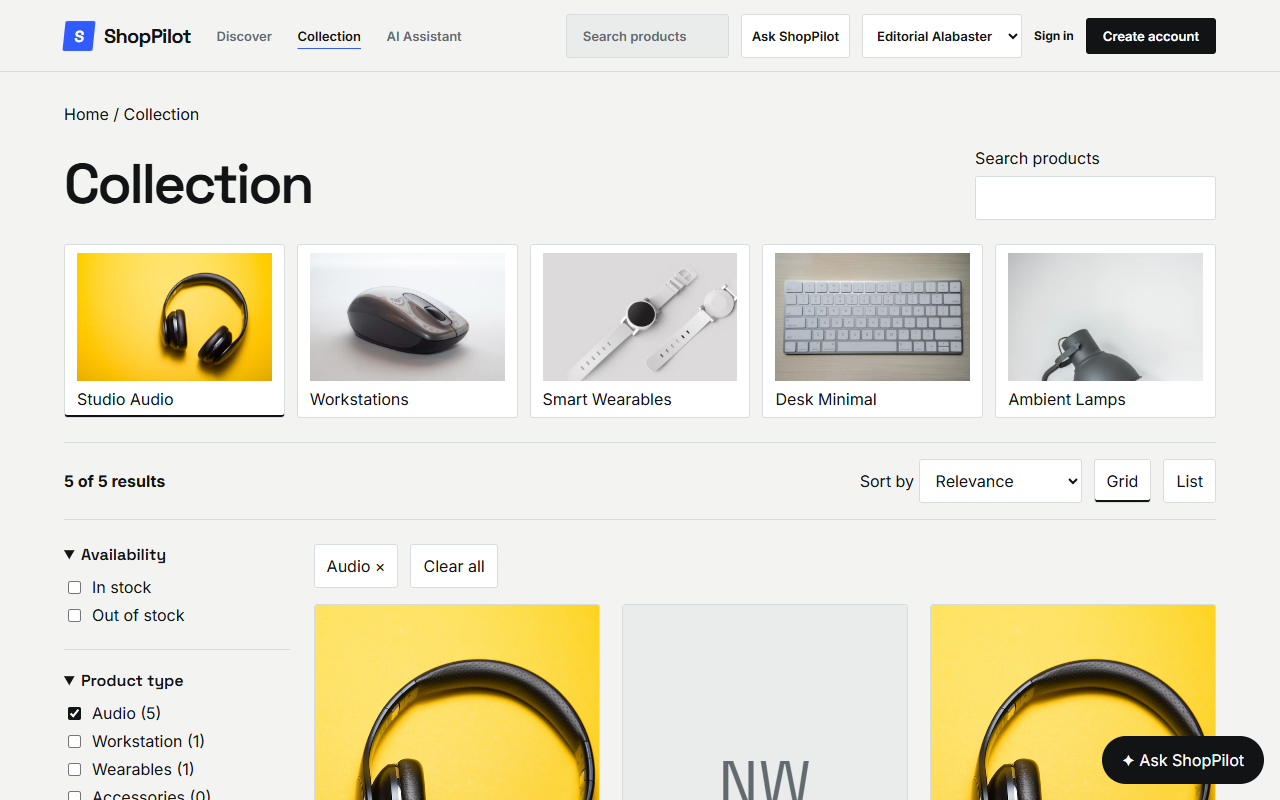 S ShopPilot Discover Collection AI Assistant Search products Ask ShopPilot Editorial Alabaster Sign in Create account
Home / Collection
Collection
Search products
Studio Audio
Workstations
Smart Wearables
Desk Minimal
Ambient Lamps
5 of 5 results
Sort by Relevance Grid List
Availability
In stock
Out of stock
Product type
Audio (5)
Workstation (1)
Wearables (1)
Accessories (0)
Audio × Clear all
NW
✦ Ask ShopPilot